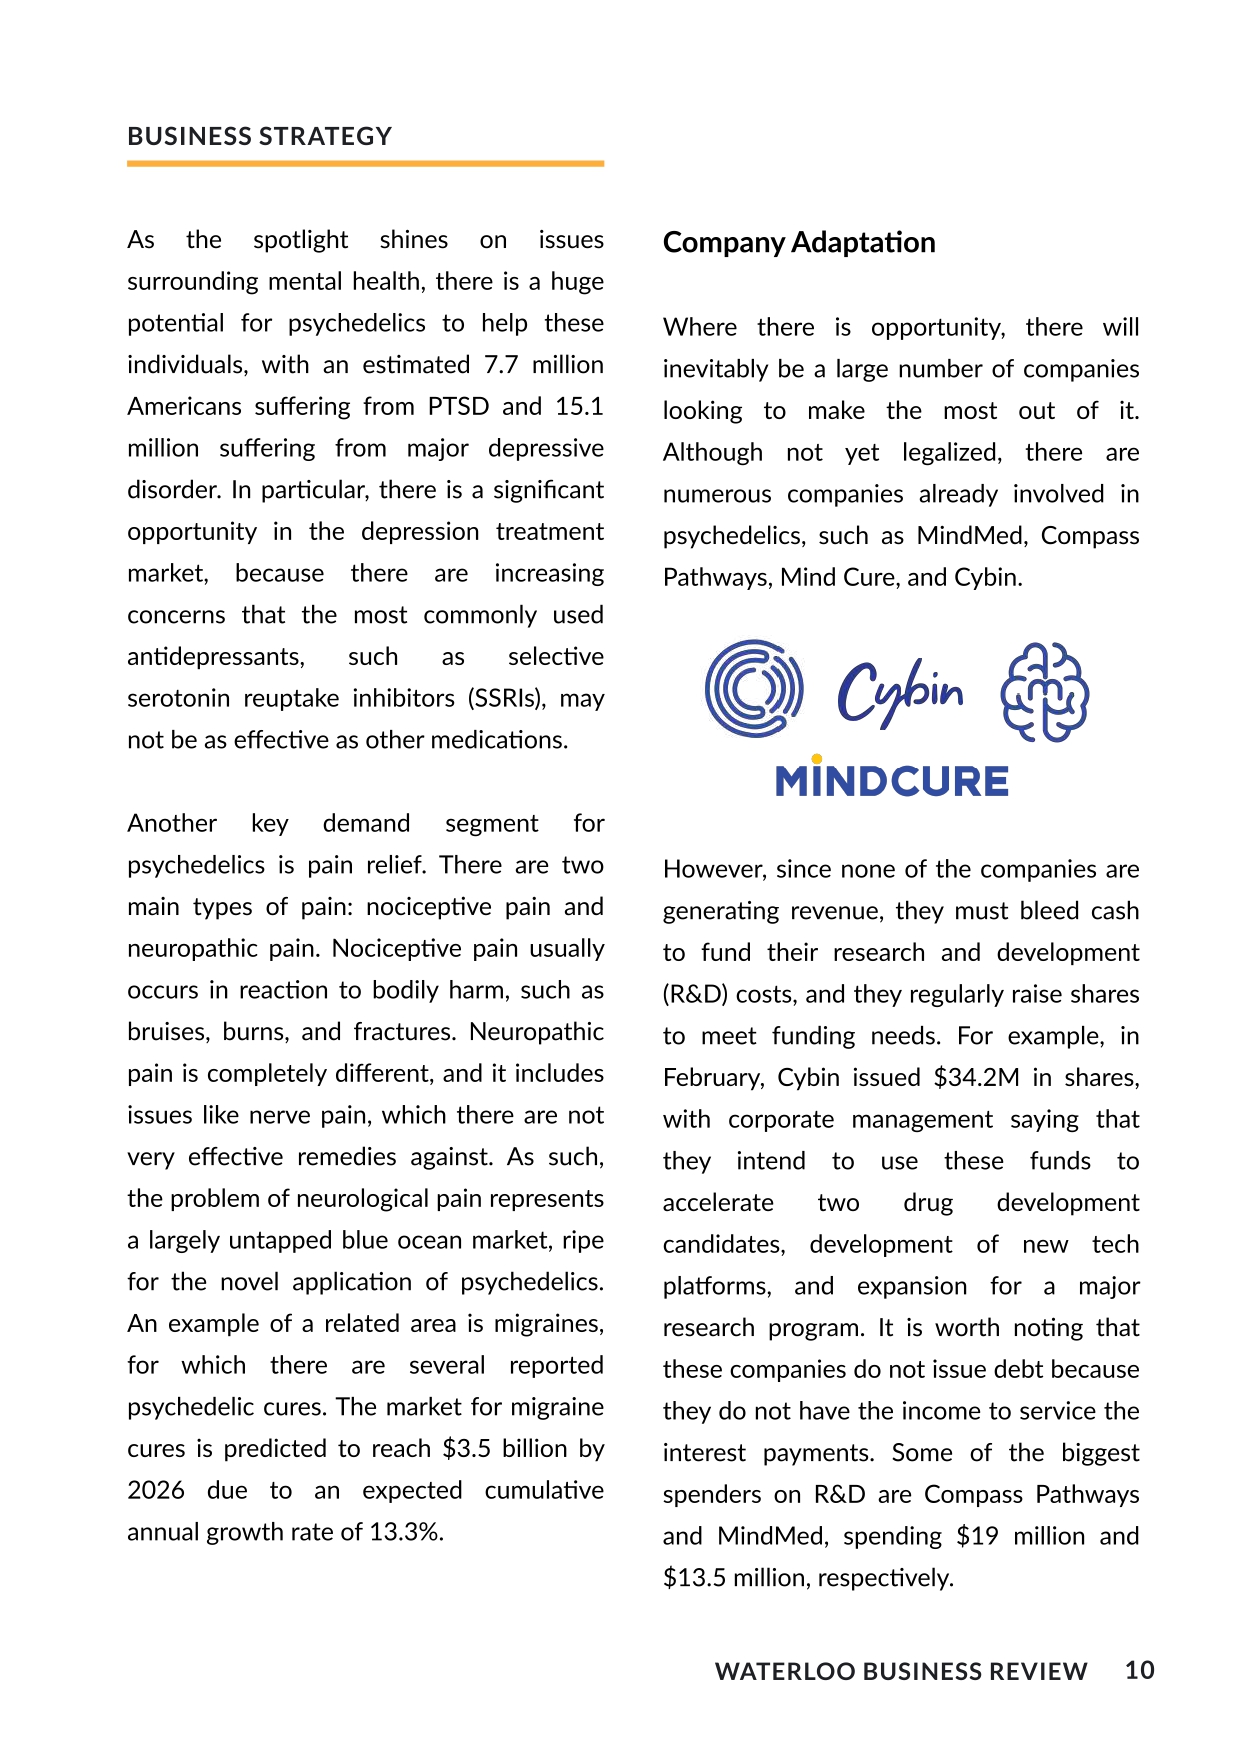 BUSINESS STRATEGY
As the spotlight shines on issues
surrounding mental health, there is a huge
potential for psychedelics to help these
individuals, with an estimated 7.7 million
Americans suffering from PTSD and 15.1
million suffering from major depressive
disorder. In particular, there is a significant
opportunity in the depression treatment
market, because there are increasing
concerns that the most commonly used
antidepressants, such as selective
serotonin reuptake inhibitors (SSRIs), may
not be as effective as other medications.
Another key demand segment for
psychedelics is pain relief. There are two
main types of pain: nociceptive pain and
neuropathic pain. Nociceptive pain usually
occurs in reaction to bodily harm, such as
bruises, burns, and fractures. Neuropathic
pain is completely different, and it includes
issues like nerve pain, which there are not
very effective remedies against. As such,
the problem of neurological pain represents
a largely untapped blue ocean market, ripe
for the novel application of psychedelics.
An example of a related area is migraines,
for which there are several reported
psychedelic cures. The market for migraine
cures is predicted to reach $3.5 billion by
2026 due to an expected cumulative
annual growth rate of 13.3%.
Company Adaptation
Where there is opportunity, there will
inevitably be a large number of companies
looking to make the most out of it.
Although not yet legalized, there are
numerous companies already involved in
psychedelics, such as MindMed, Compass
Pathways, Mind Cure, and Cybin.
Cybin
MiNDCURE
However, since none of the companies are
generating revenue, they must bleed cash
to fund their research and development
(R&D) costs, and they regularly raise shares
to meet funding needs. For example, in
February, Cybin issued $34.2M in shares,
with corporate management saying that
they intend to use these funds to
accelerate two drug development
candidates, development of new tech
platforms, and expansion for a major
research program. It is worth noting that
these companies do not issue debt because
they do not have the income to service the
interest payments. Some of the biggest
spenders on R&D are Compass Pathways
and MindMed, spending $19 million and
$13.5 million, respectively.
WATERLOO BUSINESS REVIEW 10